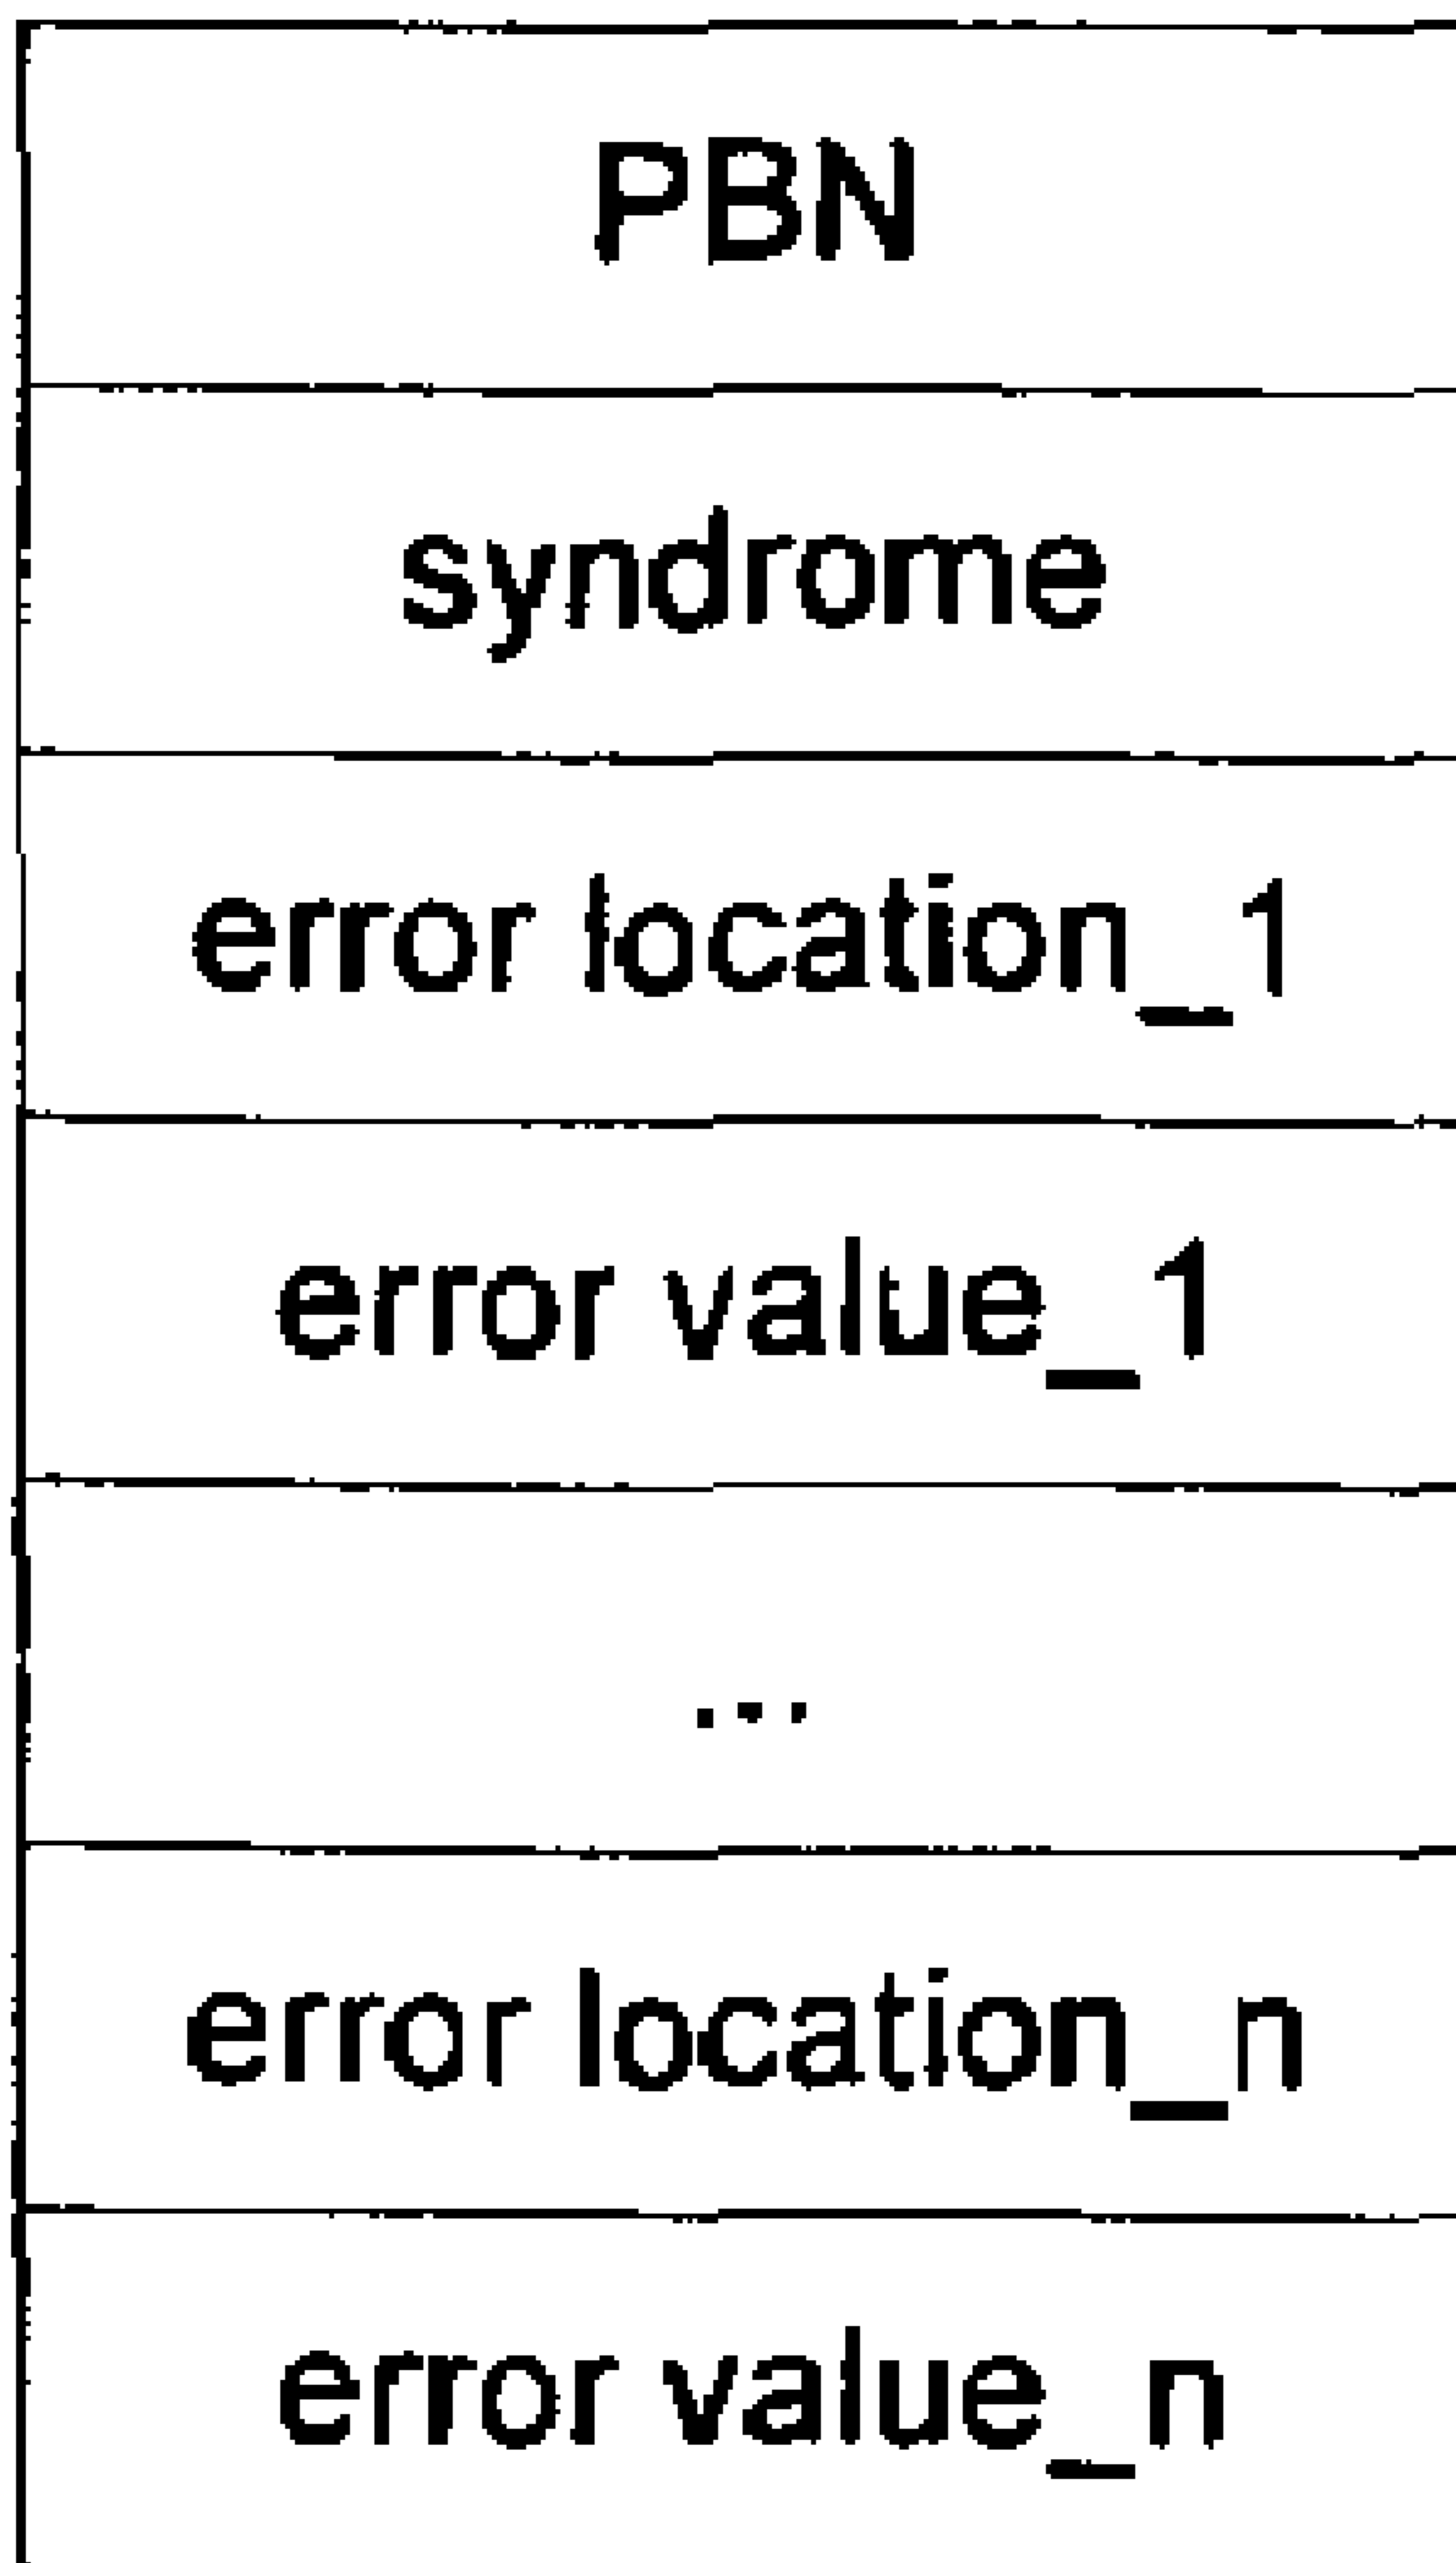 PBN
syndrome
error location_1
error value_1
...
error location_n
error value_n